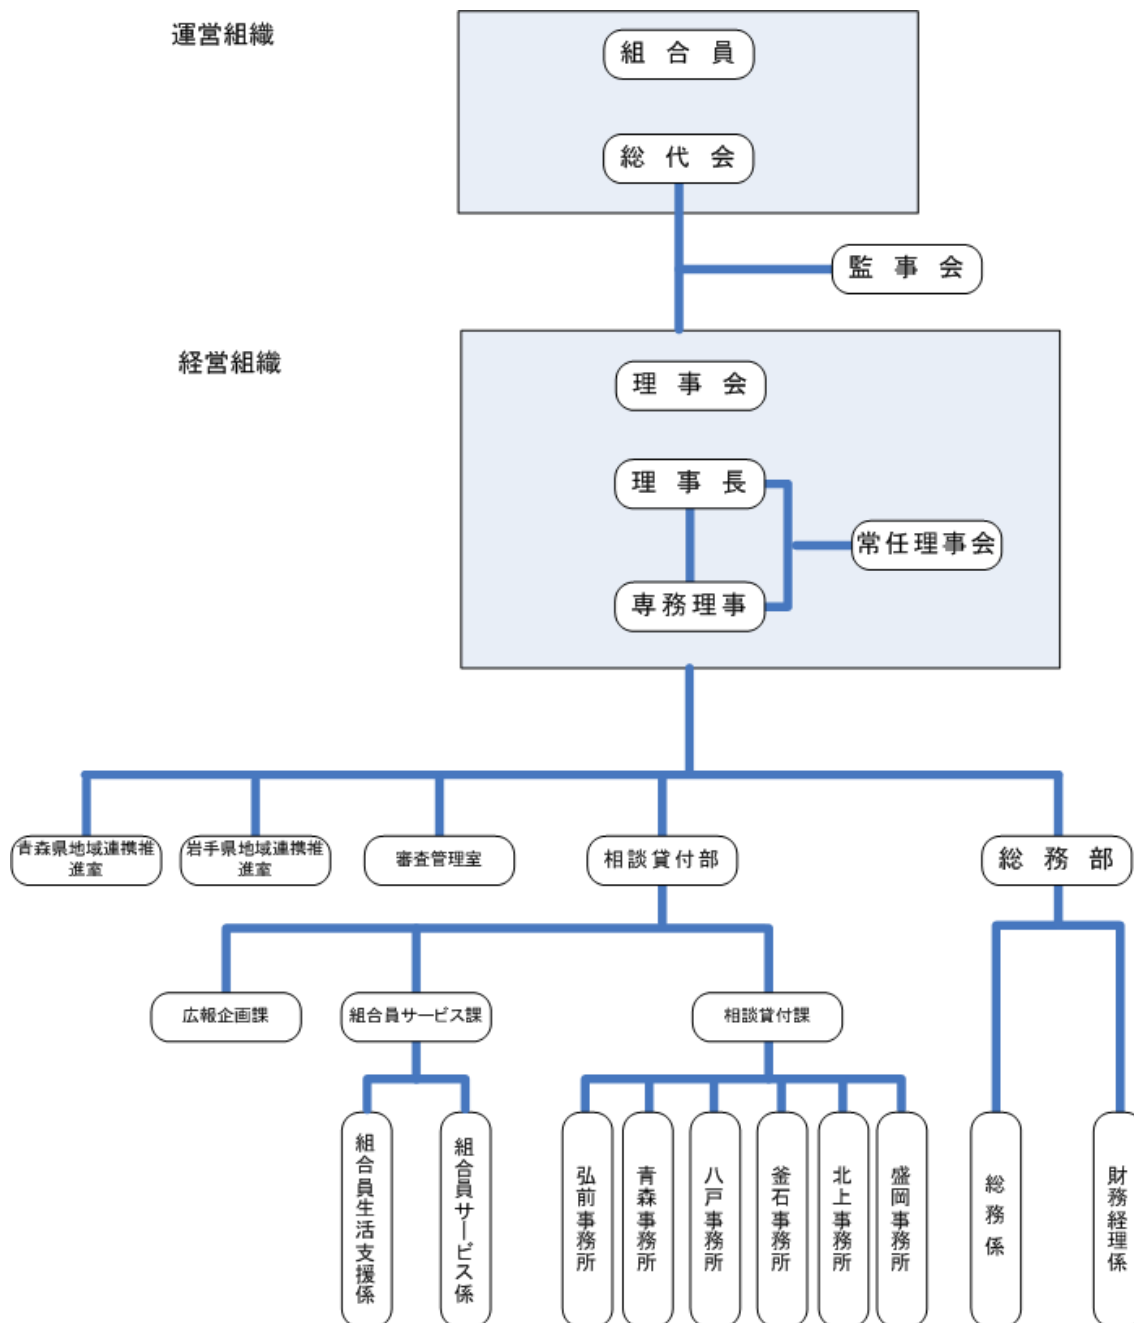 運営組織
組合員
総代会
監事会
経営組織
理事会
理事長
常任理事会
専務理事
青森県地域連携推
進室
岩手県地域連携推
進室
審査管理室
相談貸付部
総務部
広報企画課
組合員サービス課
相談貸付課
組合員生活支援係
組合員サービス係
弘前事務所
青森事務所
八戸事務所
釜石事務所
北上事務所
盛岡事務所
総務係
財務経理係